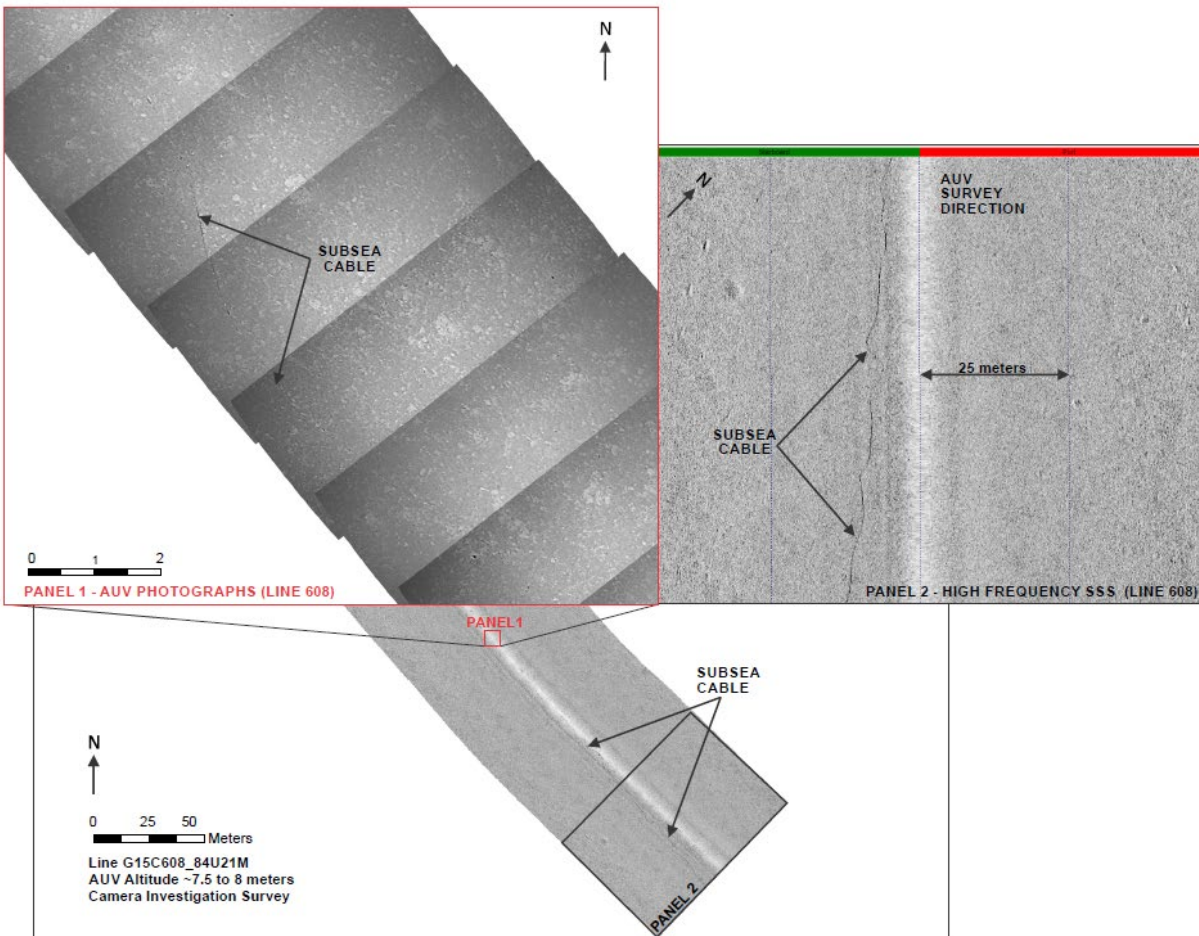 N
SUBSEA
CABLE
0 1 2
PANEL 1 - AUV PHOTOGRAPHS (LINE 608)
Starboard
Port
N
AUV
SURVEY
DIRECTION
25 meters
SUBSEA
CABLE
PANEL 2 - HIGH FREQUENCY SSS (LINE 608)
PANEL1
SUBSEA
CABLE
N
0 25 50
Meters
Line G15C608_84U21M
AUV Altitude ~7.5 to 8 meters
Camera Investigation Survey
PANEL 2